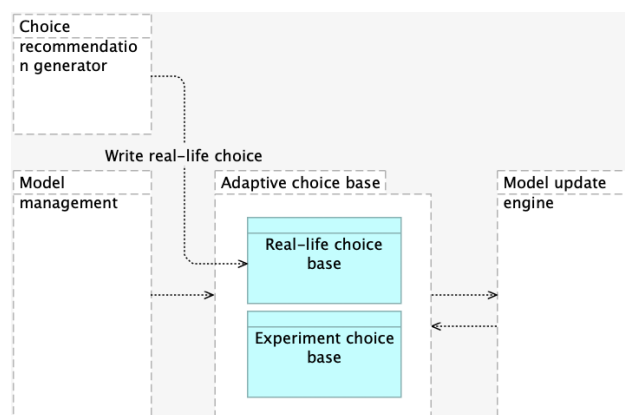 Choice
recommendatio
n generator
Write real-life choice
Model
management
Adaptive choice base
Model update
engine
Real-life choice
base
Experiment choice
base